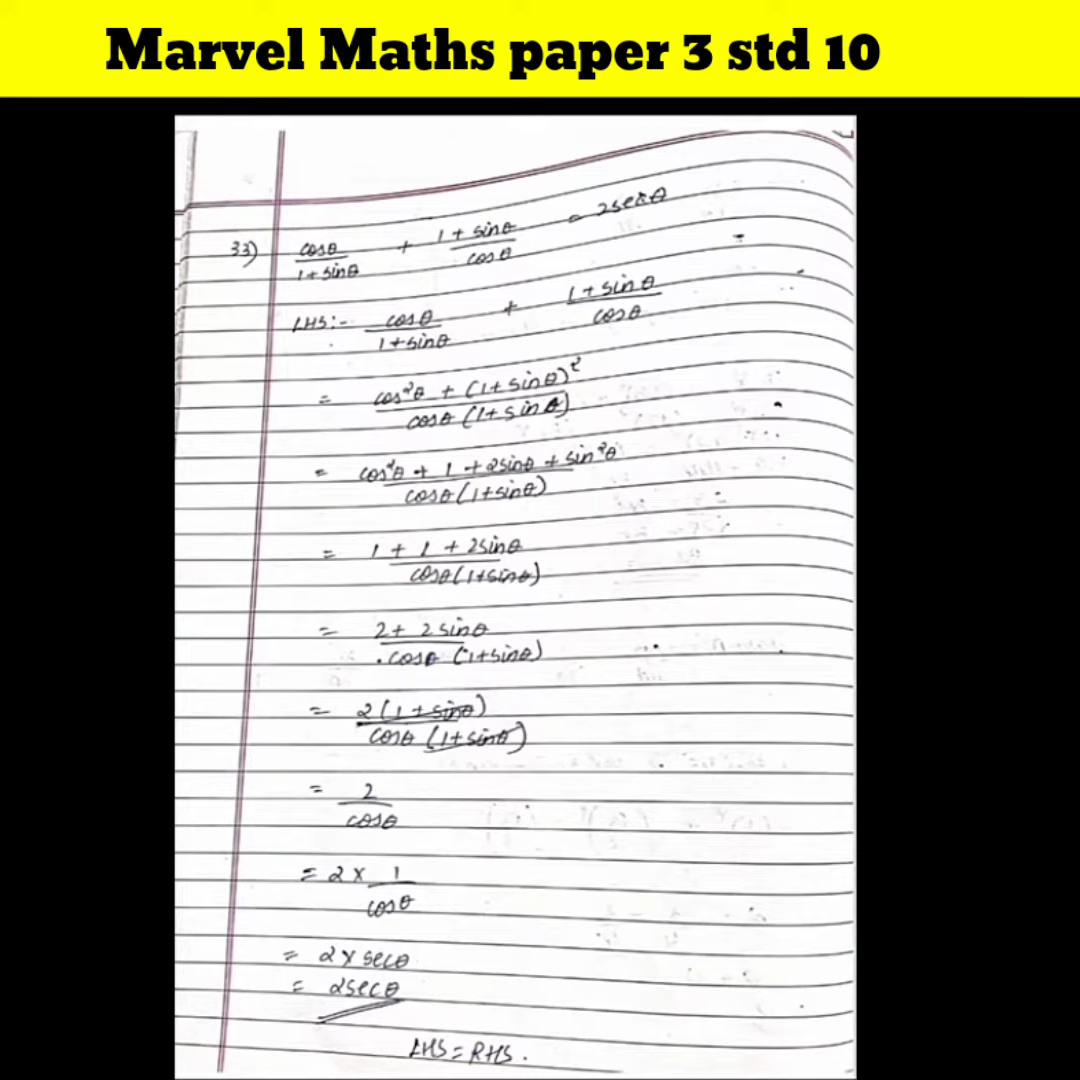 Marvel Maths paper 3 std 10
33) cosθ/1+sinθ + 1+sinθ/cosθ = 2secθ
LHS:- cosθ/1+sinθ + 1+sinθ/cosθ
= cos²θ + (1+sinθ)²/cosθ (1+sinθ)
= cos²θ + 1 + 2sinθ + sin²θ/cosθ(1+sinθ)
= 1 + 1 + 2sinθ/cosθ(1+sinθ)
= 2 + 2sinθ/cosθ (1+sinθ)
= 2(1+sinθ)/cosθ (1+sinθ)
= 2/cosθ
= 2 × 1/cosθ
= 2 × secθ
= 2secθ
LHS = RHS.